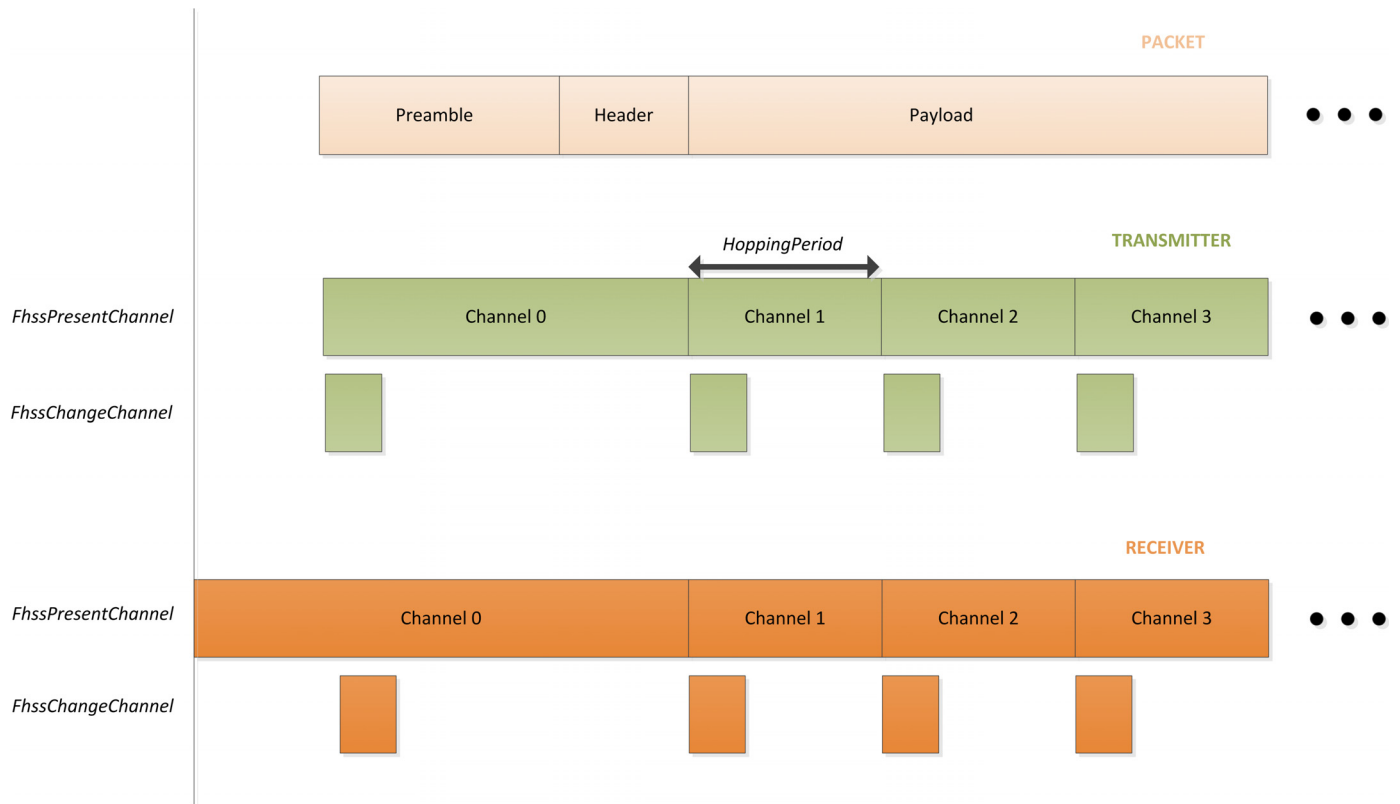 PACKET
Preamble
Header
Payload
HoppingPeriod
TRANSMITTER
FhssPresentChannel
Channel 0
Channel 1
Channel 2
Channel 3
FhssChangeChannel
RECEIVER
FhssPresentChannel
Channel 0
Channel 1
Channel 2
Channel 3
FhssChangeChannel